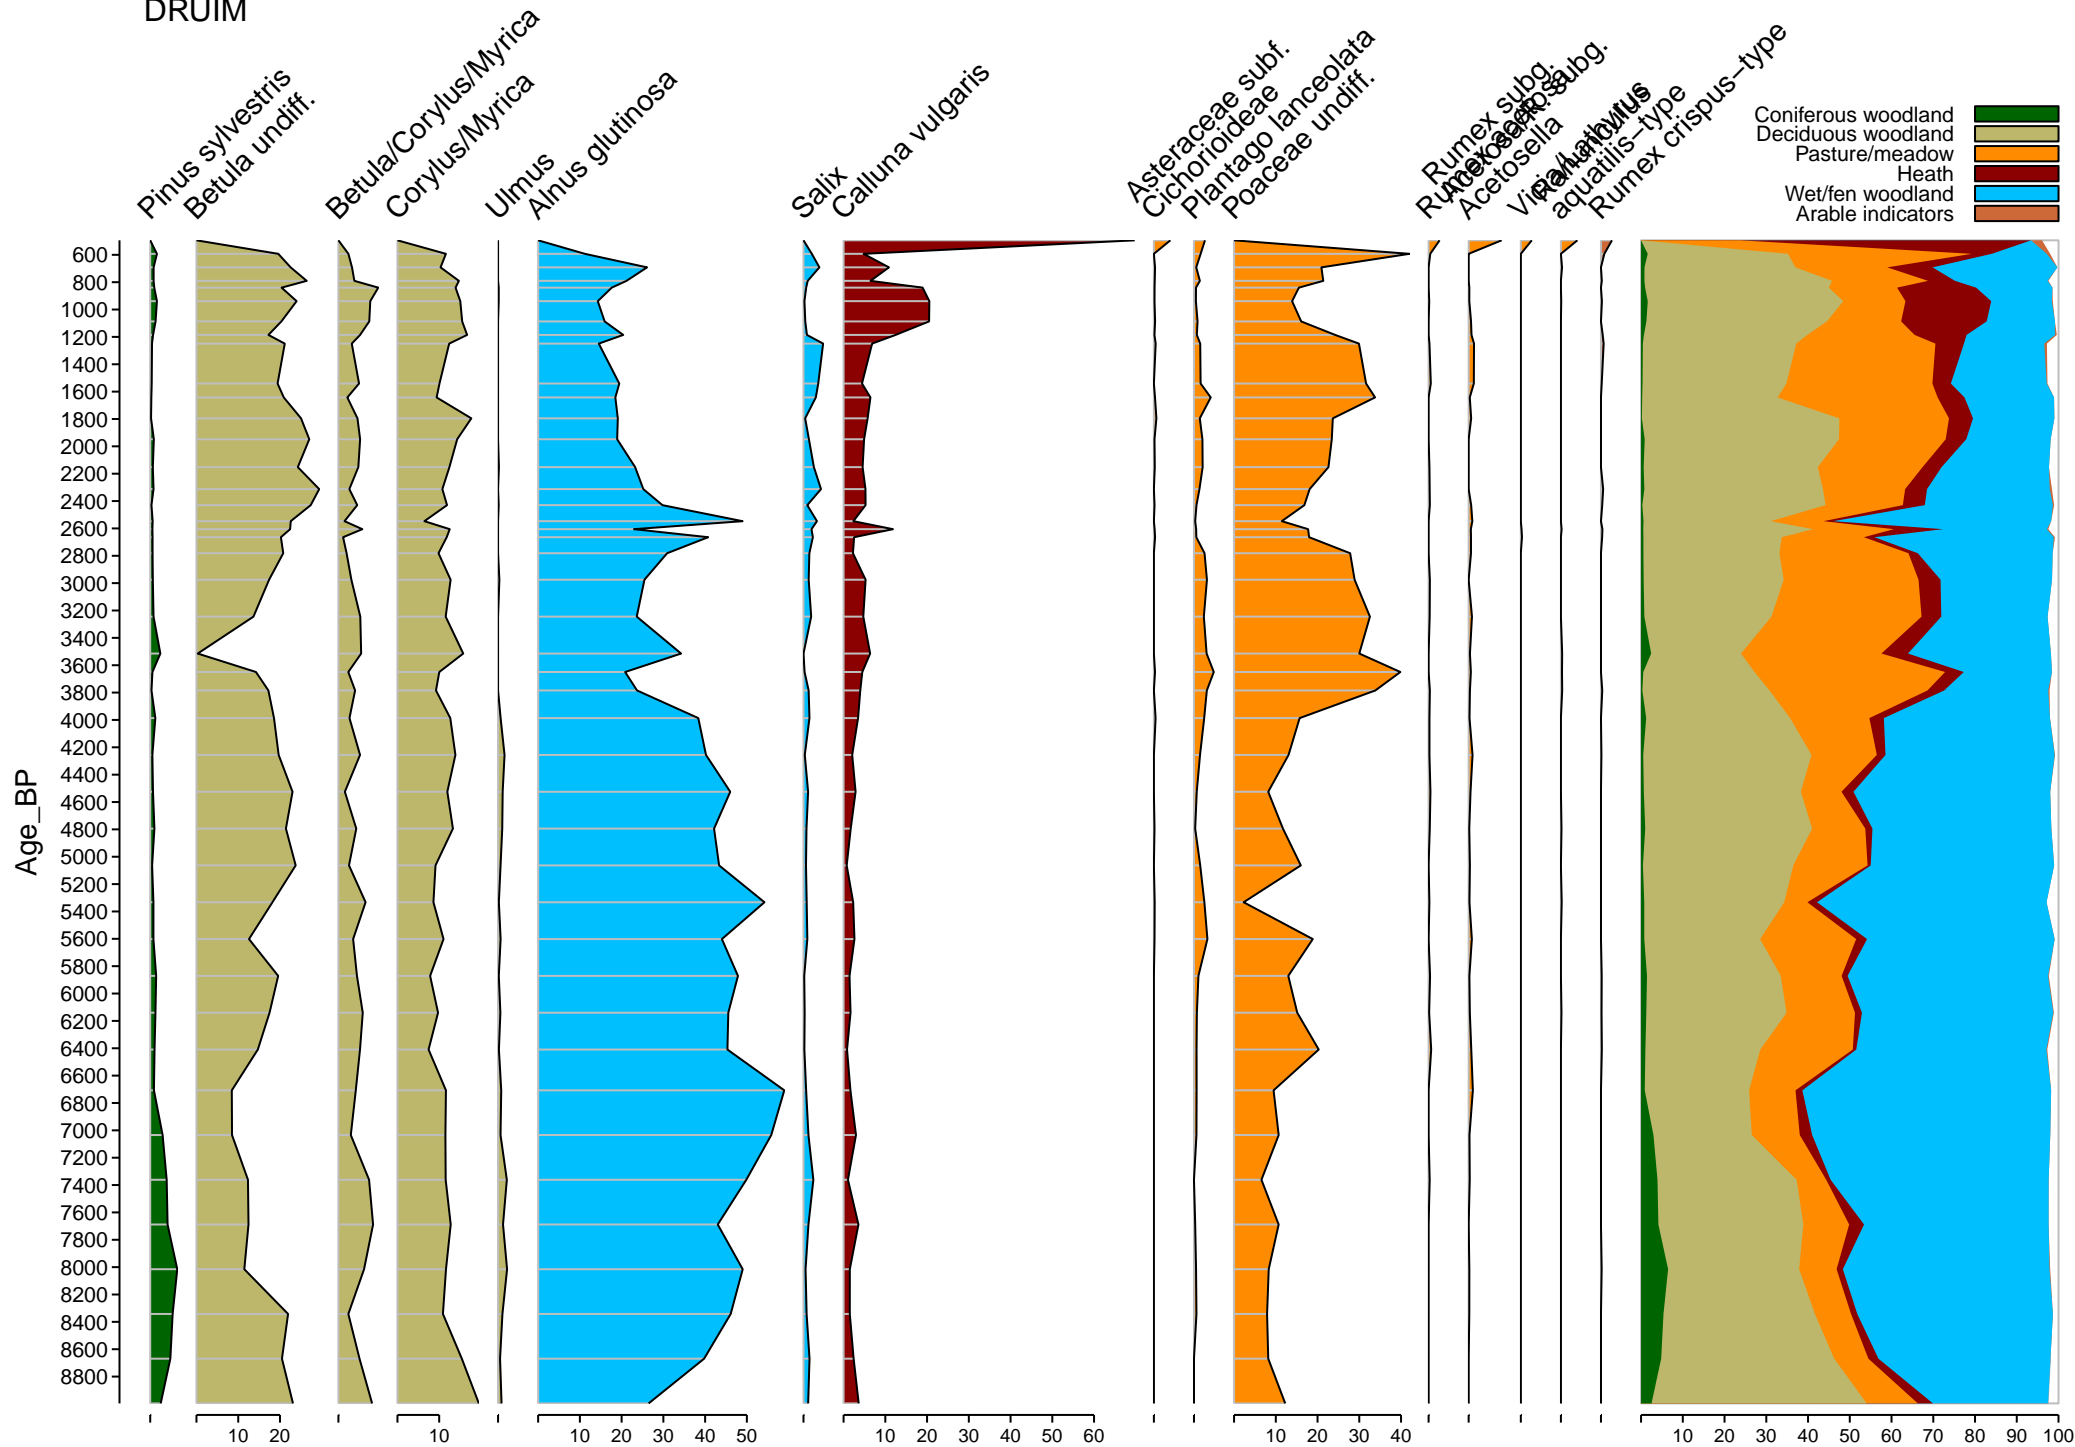 DRUIM
Pinus sylvestris
Betula undiff.
Betula/Corylus/Myrica
Corylus/Myrica
Ulmus
Alnus glutinosa
Salix
Calluna vulgaris
Asteraceae subf.
Cichorioideae
Plantago lanceolata
Poaceae undiff.
Rumex subg.
Acetosa/R. subg.
Acetosella
aquatilis-type
Rumex crispus-type
Coniferous woodland
Deciduous woodland
Pasture/meadow
Heath
Wet/fen woodland
Arable indicators
Age_BP
600
800
1000
1200
1400
1600
1800
2000
2200
2400
2600
2800
3000
3200
3400
3600
3800
4000
4200
4400
4600
4800
5000
5200
5400
5600
5800
6000
6200
6400
6600
6800
7000
7200
7400
7600
7800
8000
8200
8400
8600
8800
10 20 10 10 20 30 40 50 10 20 30 40 50 60 10 20 30 40 10 20 30 40 50 60 70 80 90 100